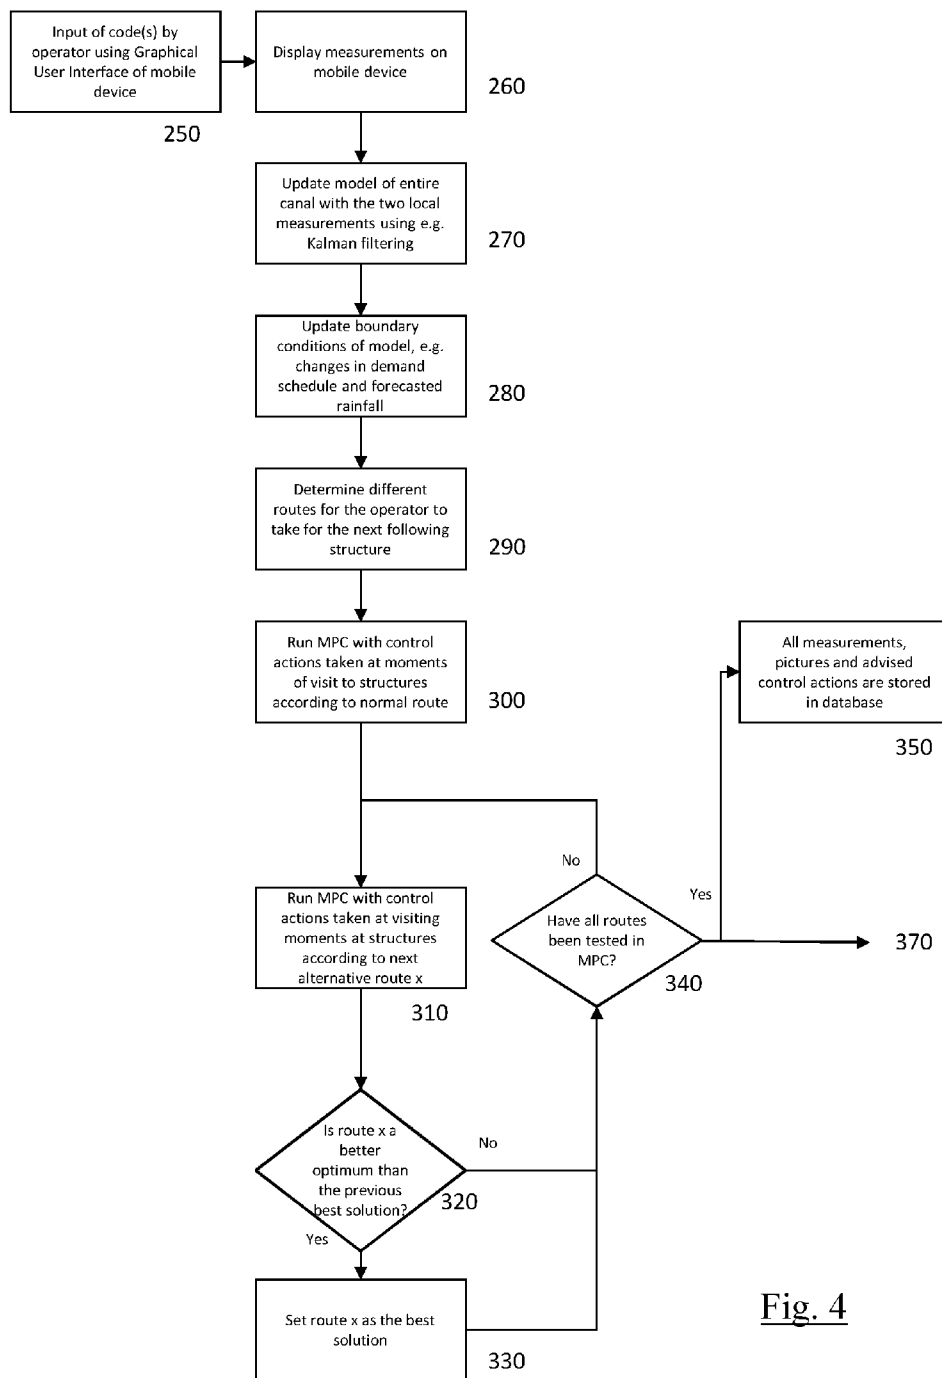 Input of code(s) by
operator using Graphical
User Interface of mobile
device
250
Display measurements on
mobile device
260
Update model of entire
canal with the two local
measurements using e.g.
Kalman filtering
270
Update boundary
conditions of model, e.g.
changes in demand
schedule and forecasted
rainfall
280
Determine different
routes for the operator to
take for the next following
structure
290
Run MPC with control
actions taken at moments
of visit to structures
according to normal route
300
All measurements,
pictures and advised
control actions are stored
in database
350
No
Yes
Run MPC with control
actions taken at visiting
moments at structures
according to next
alternative route x
310
Have all routes
been tested in
MPC?
340
370
Is route x a
better
optimum than
the previous
best solution?
320
No
Yes
Set route x as the best
solution
330
Fig. 4